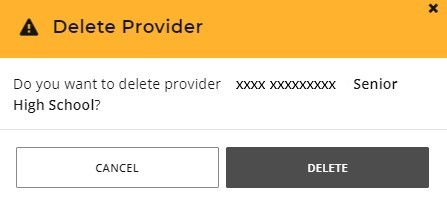 Delete Provider
Do you want to delete provider xxxx xxxxxxxxx Senior
High School?
CANCEL
DELETE